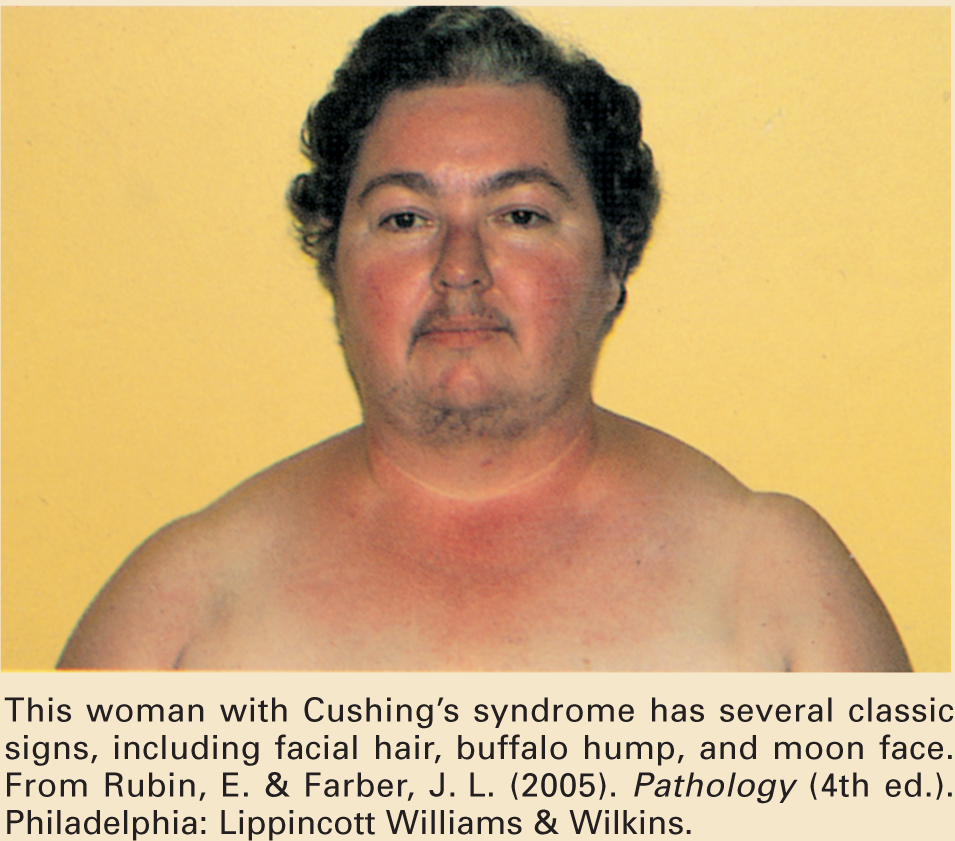 This woman with Cushing’s syndrome has several classic
signs, including facial hair, buffalo hump, and moon face.
From Rubin, E. & Farber, J. L. (2005). Pathology (4th ed.).
Philadelphia: Lippincott Williams & Wilkins.